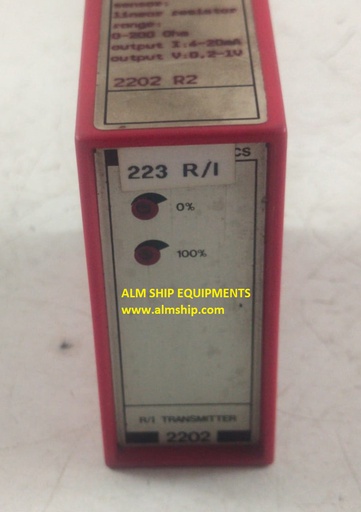 sensor:
linear resistor
range:
0-200 Ohm
output I:4-20mA
output V:0.2-1V
2202 R2
CS
223 R/I
0%
100%
ALM SHIP EQUIPMENTS
www.almship.com
R/I TRANSMITTER
2202